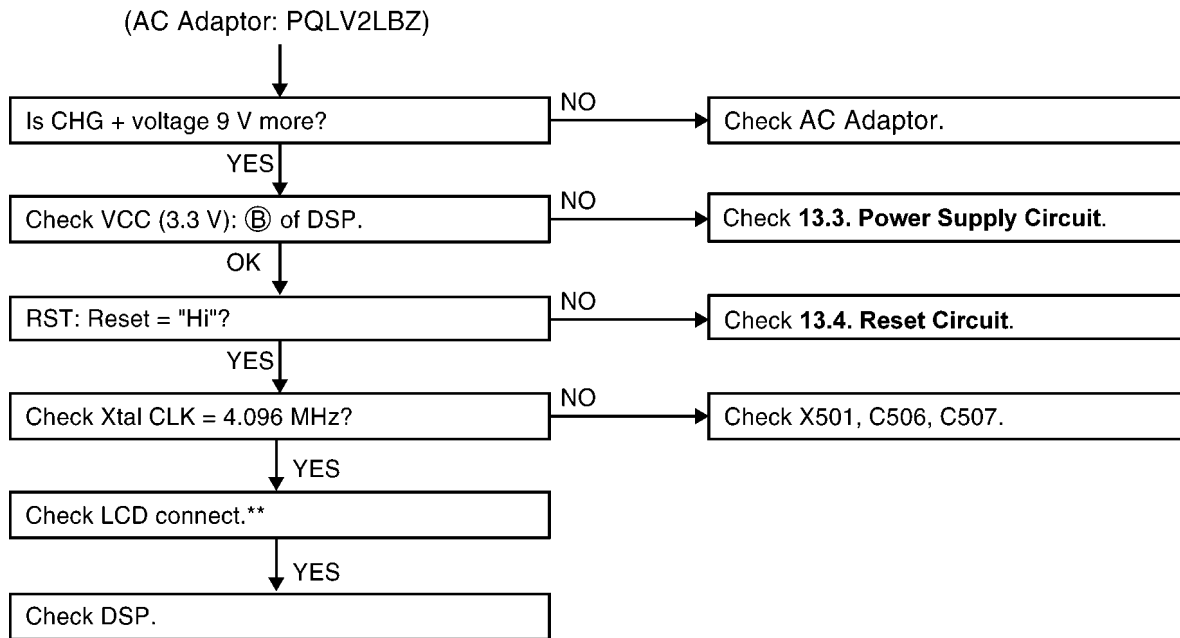 (AC Adaptor: PQLV2LBZ)
Is CHG + voltage 9 V more?
NO
Check AC Adaptor.
YES
Check VCC (3.3 V): Ⓑ of DSP.
NO
Check 13.3. Power Supply Circuit.
OK
RST: Reset = "Hi"?
NO
Check 13.4. Reset Circuit.
YES
Check Xtal CLK = 4.096 MHz?
NO
Check X501, C506, C507.
YES
Check LCD connect.**
YES
Check DSP.